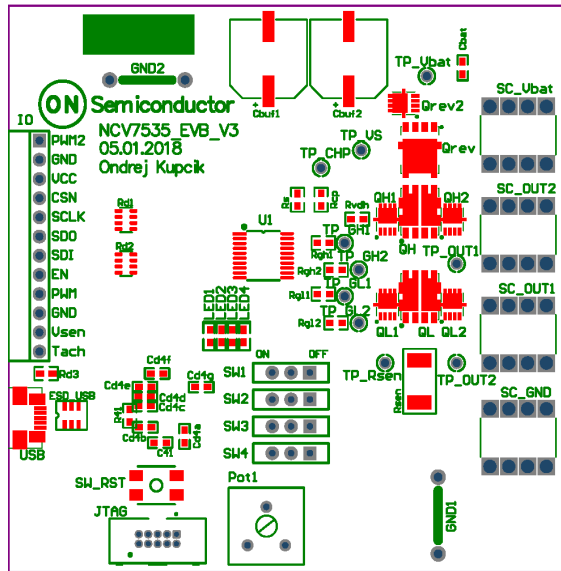 GND2
ON Semiconductor
NCV7535_EVB_V3
05.01.2018
Ondrej Kupcik
IO
PWM2
GND
VCC
CSN
SCLK
SDO
SDI
EN
PWM
GND
Vsen
Tach
Cbuf1
Cbuf2
TP_Vbat
Cbat
Qrev2
Qrev
SC_Vbat
TP_VS
TP_CHP
Rs
Rcp
Rvdh
QH1
QH2
QH
SC_OUT2
Rd1
Rd2
U1
TP_GH1
Rgh1
TP_GH2
Rgh2
TP_GL1
Rgl1
TP_GL2
Rgl2
TP_OUT1
QL1
QL
QL2
SC_OUT1
LED1
LED2
LED3
LED4
Rd3
ESD_USB
USB
Cd4f
Cd4e
Cd4g
Cd4d
Cd4c
R41
Cd4b
C41
Cd4a
ON
OFF
SW1
SW2
SW3
SW4
TP_Rsen
Rsen
TP_OUT2
SC_GND
SW_RST
JTAG
Pot1
GND1